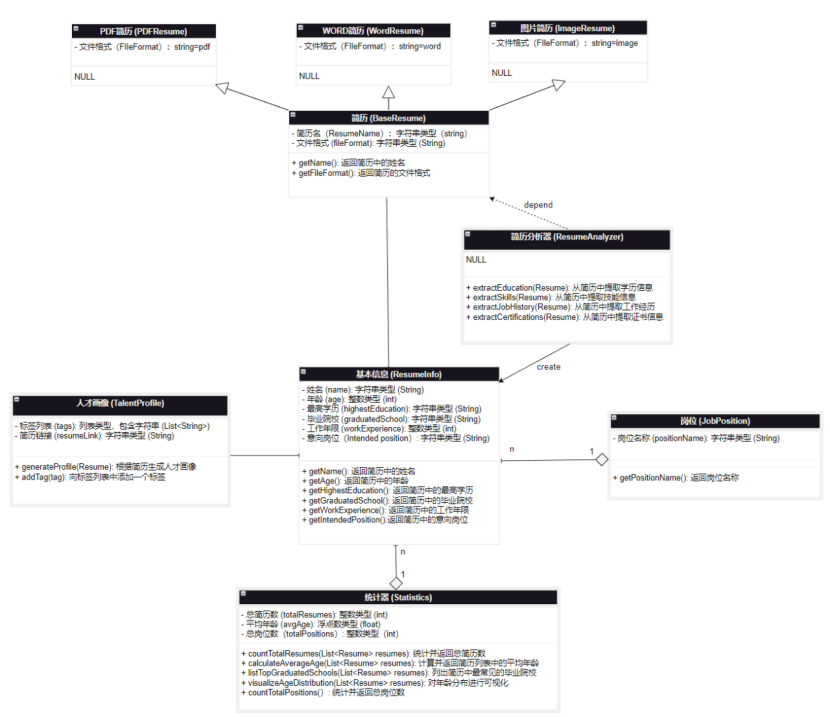 PDF简历 (PDFResume)
- 文件格式（FIleFormat）：string=pdf
NULL
WORD简历 (WordResume)
- 文件格式（FIleFormat）：string=word
NULL
图片简历 (ImageResume)
- 文件格式（FIleFormat）：string=image
NULL
简历 (BaseResume)
- 简历名（ResumeName）：字符串类型（string）
- 文件格式 (fileFormat): 字符串类型 (String)
+ getName(): 返回简历中的姓名
+ getFileFormat(): 返回简历的文件格式
depend
简历分析器 (ResumeAnalyzer)
NULL
+ extractEducation(Resume): 从简历中提取学历信息
+ extractSkills(Resume): 从简历中提取技能信息
+ extractJobHistory(Resume): 从简历中提取工作经历
+ extractCertifications(Resume): 从简历中提取证书信息
create
基本信息 (ResumeInfo)
- 姓名 (name): 字符串类型 (String)
- 年龄 (age): 整数类型 (int)
- 最高学历 (highestEducation): 字符串类型 (String)
- 毕业院校 (graduatedSchool): 字符串类型 (String)
- 工作年限 (workExperience): 整数类型 (int)
- 意向岗位（Intended position）: 字符串类型 (String)
+ getName()：返回简历中的姓名
+ getAge()：返回简历中的年龄
+ getHighestEducation()：返回简历中的最高学历
+ getGraduatedSchool()：返回简历中的毕业院校
+ getWorkExperience(): 返回简历中的工作年限
+ getIntendedPosition():返回简历中的意向岗位
人才画像 (TalentProfile)
- 标签列表 (tags): 列表类型，包含字符串 (List<String>)
- 简历链接 (resumeLink): 字符串类型 (String)
+ generateProfile(Resume): 根据简历生成人才画像
+ addTag(tag): 向标签列表中添加一个标签
n
1
岗位 (JobPosition)
- 岗位名称 (positionName): 字符串类型 (String)
+ getPositionName(): 返回岗位名称
n
1
统计器 (Statistics)
- 总简历数 (totalResumes): 整数类型 (int)
- 平均年龄 (avgAge): 浮点数类型 (float)
- 总岗位数（totalPositions）: 整数类型（int）
+ countTotalResumes(List<Resume> resumes): 统计并返回总简历数
+ calculateAverageAge(List<Resume> resumes): 计算并返回简历列表中的平均年龄
+ listTopGraduatedSchools(List<Resume> resumes): 列出简历中最常见的毕业院校
+ visualizeAgeDistribution(List<Resume> resumes): 对年龄分布进行可视化
+ countTotalPositions()：统计并返回总岗位数